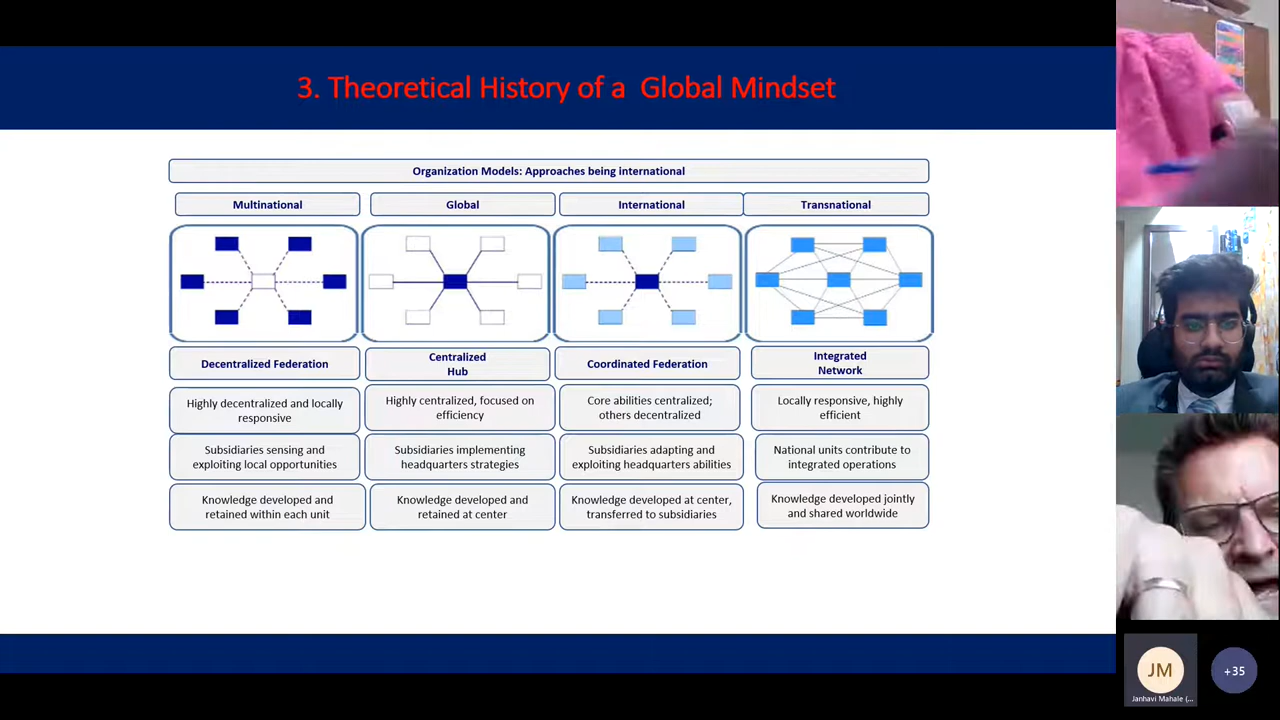 3. Theoretical History of a Global Mindset
Organization Models: Approaches being international
Multinational
Global
International
Transnational
Decentralized Federation
Centralized
Hub
Coordinated Federation
Integrated
Network
Highly decentralized and locally
responsive
Highly centralized, focused on
efficiency
Core abilities centralized;
others decentralized
Locally responsive, highly
efficient
Subsidiaries sensing and
exploiting local opportunities
Subsidiaries implementing
headquarters strategies
Subsidiaries adapting and
exploiting headquarters abilities
National units contribute to
integrated operations
Knowledge developed and
retained within each unit
Knowledge developed and
retained at center
Knowledge developed at center,
transferred to subsidiaries
Knowledge developed jointly
and shared worldwide
JM
Janhavi Mahale (...
+35